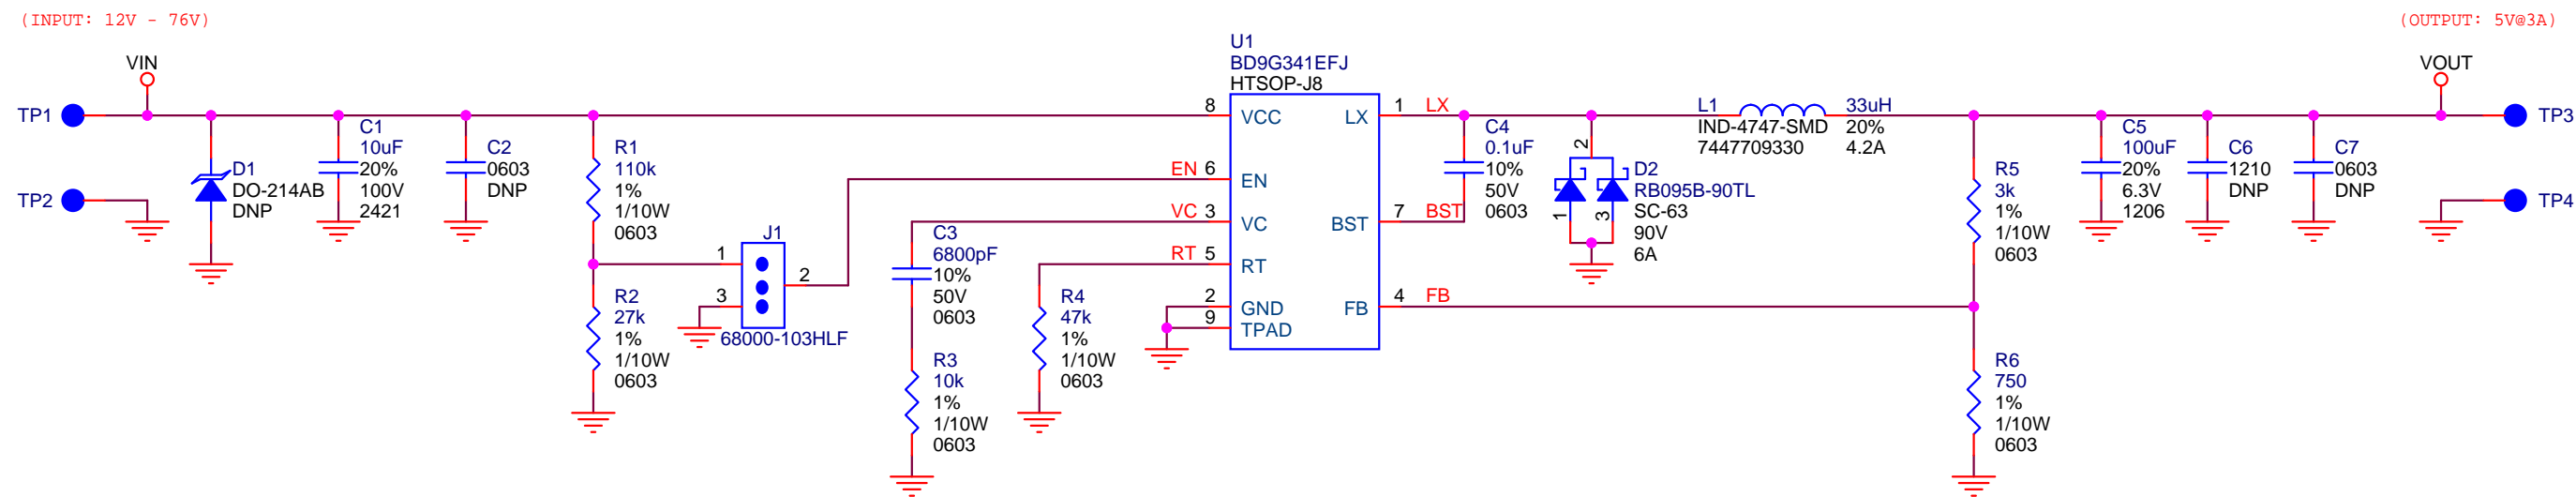 (INPUT: 12V - 76V)
(OUTPUT: 5V@3A)
VIN
TP1
TP2
D1
DO-214AB
DNP
C1
10uF
20%
100V
2421
C2
0603
DNP
R1
110k
1%
1/10W
0603
R2
27k
1%
1/10W
0603
J1
1
2
3
68000-103HLF
C3
6800pF
10%
50V
0603
R3
10k
1%
1/10W
0603
R4
47k
1%
1/10W
0603
U1
BD9G341EFJ
HTSOP-J8
8 VCC
EN 6 EN
VC 3 VC
RT 5 RT
2 GND
9 TPAD
LX 1 LX
BST 7 BST
FB 4 FB
C4
0.1uF
10%
50V
0603
2
1
3
D2
RB095B-90TL
SC-63
90V
6A
L1
IND-4747-SMD
7447709330
33uH
20%
4.2A
R5
3k
1%
1/10W
0603
R6
750
1%
1/10W
0603
C5
100uF
20%
6.3V
1206
C6
1210
DNP
C7
0603
DNP
VOUT
TP3
TP4